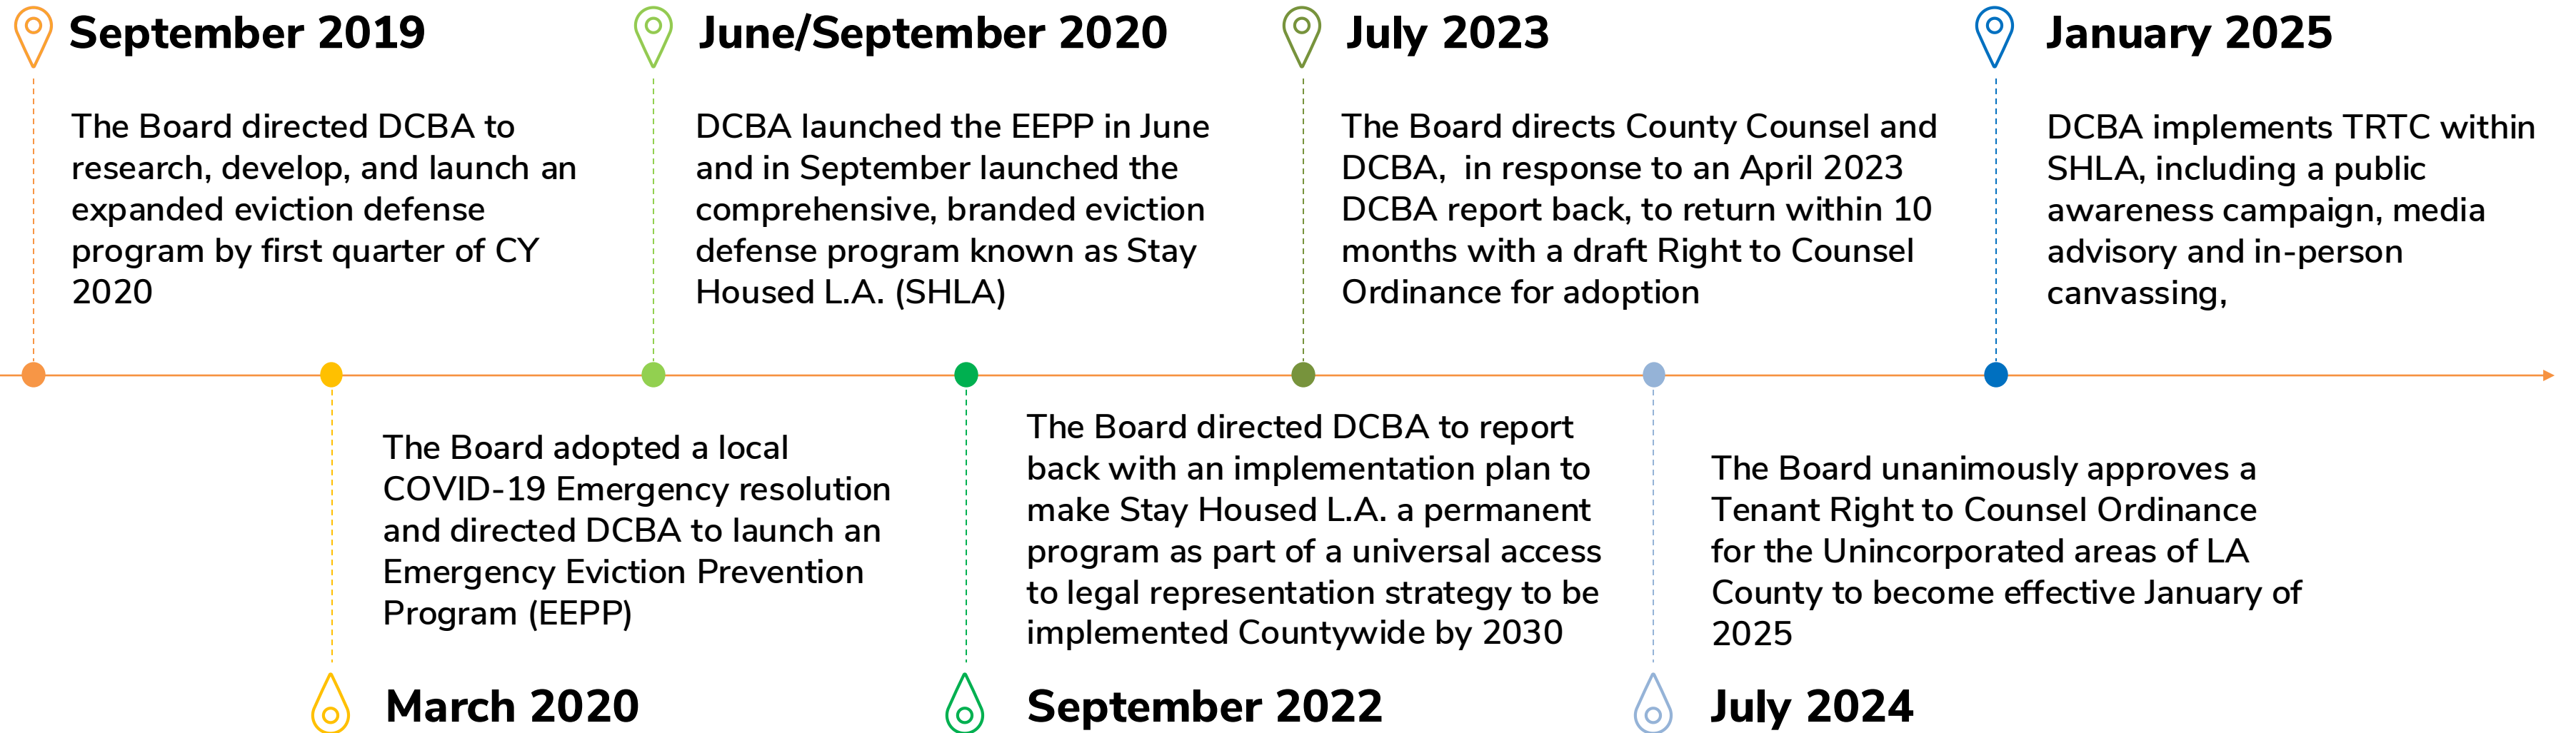 September 2019
The Board directed DCBA to
research, develop, and launch an
expanded eviction defense
program by first quarter of CY
2020
March 2020
The Board adopted a local
COVID-19 Emergency resolution
and directed DCBA to launch an
Emergency Eviction Prevention
Program (EEPP)
June/September 2020
DCBA launched the EEPP in June
and in September launched the
comprehensive, branded eviction
defense program known as Stay
Housed L.A. (SHLA)
September 2022
The Board directed DCBA to report
back with an implementation plan to
make Stay Housed L.A. a permanent
program as part of a universal access
to legal representation strategy to be
implemented Countywide by 2030
July 2023
The Board directs County Counsel and
DCBA,  in response to an April 2023
DCBA report back, to return within 10
months with a draft Right to Counsel
Ordinance for adoption
July 2024
The Board unanimously approves a
Tenant Right to Counsel Ordinance
for the Unincorporated areas of LA
County to become effective January of
2025
January 2025
DCBA implements TRTC within
SHLA, including a public
awareness campaign, media
advisory and in-person
canvassing,